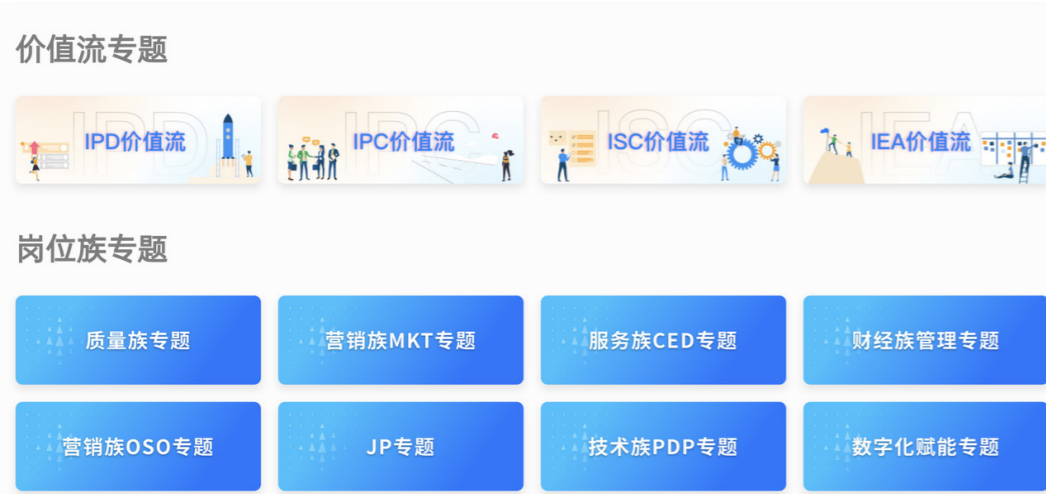 价值流专题
IPD
IPD价值流
IPC
IPC价值流
ISC
ISC价值流
IEA
IEA价值流
岗位族专题
质量族专题
营销族MKT专题
服务族CED专题
财经族管理专题
营销族OSO专题
JP专题
技术族PDP专题
数字化赋能专题